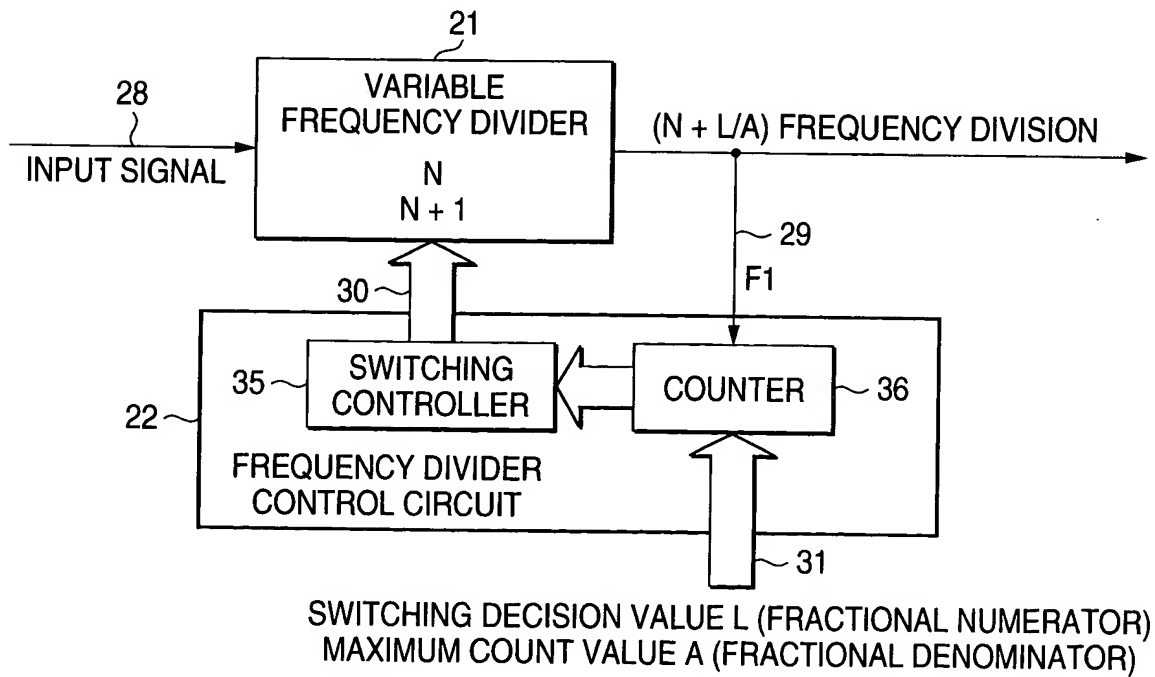 21
VARIABLE
FREQUENCY DIVIDER
N
N + 1
28
INPUT SIGNAL
(N + L/A) FREQUENCY DIVISION
29
F1
30
35
SWITCHING
CONTROLLER
COUNTER
36
22
FREQUENCY DIVIDER
CONTROL CIRCUIT
31
SWITCHING DECISION VALUE L (FRACTIONAL NUMERATOR)
MAXIMUM COUNT VALUE A (FRACTIONAL DENOMINATOR)